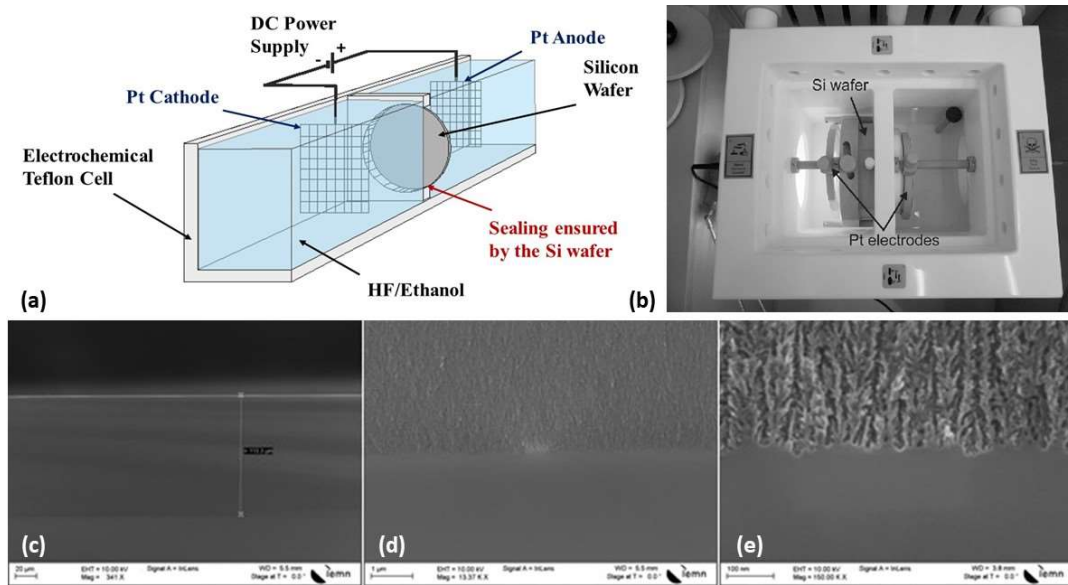 DC Power
Supply
- +
Pt Anode
Silicon
Wafer
Pt Cathode
Electrochemical
Teflon Cell
Sealing ensured
by the Si wafer
HF/Ethanol
(a)
Si wafer
Pt electrodes
(b)
(c)
20 µm
EHT = 10.00 kV
Mag = 341 X
Signal A = InLens
WD = 5.5 mm
Stage at T = 0.0 °
iemn
(d)
1 µm
EHT = 10.00 kV
Mag = 13.37 K X
Signal A = InLens
WD = 5.5 mm
Stage at T = 0.0 °
iemn
(e)
100 nm
EHT = 10.00 kV
Mag = 150.00 K X
Signal A = InLens
WD = 3.8 mm
Stage at T = 0.0 °
iemn